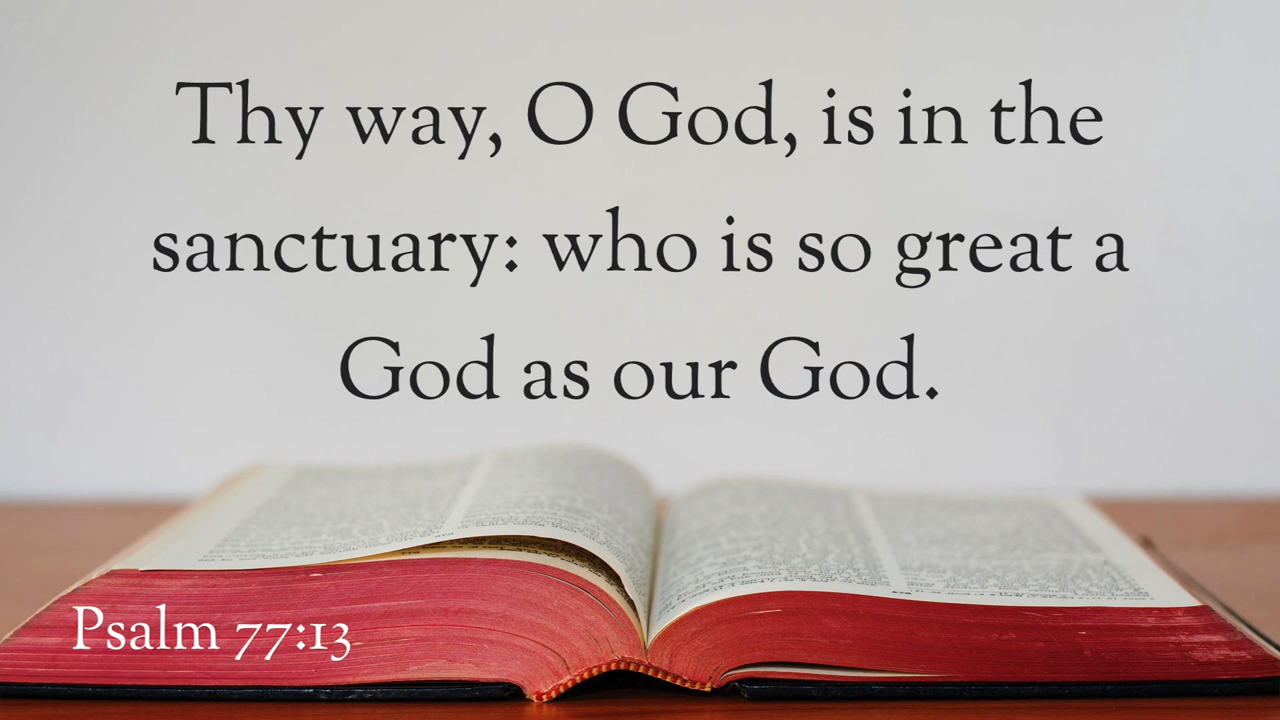 Thy way, O God, is in the
sanctuary: who is so great a
God as our God.
Psalm 77:13